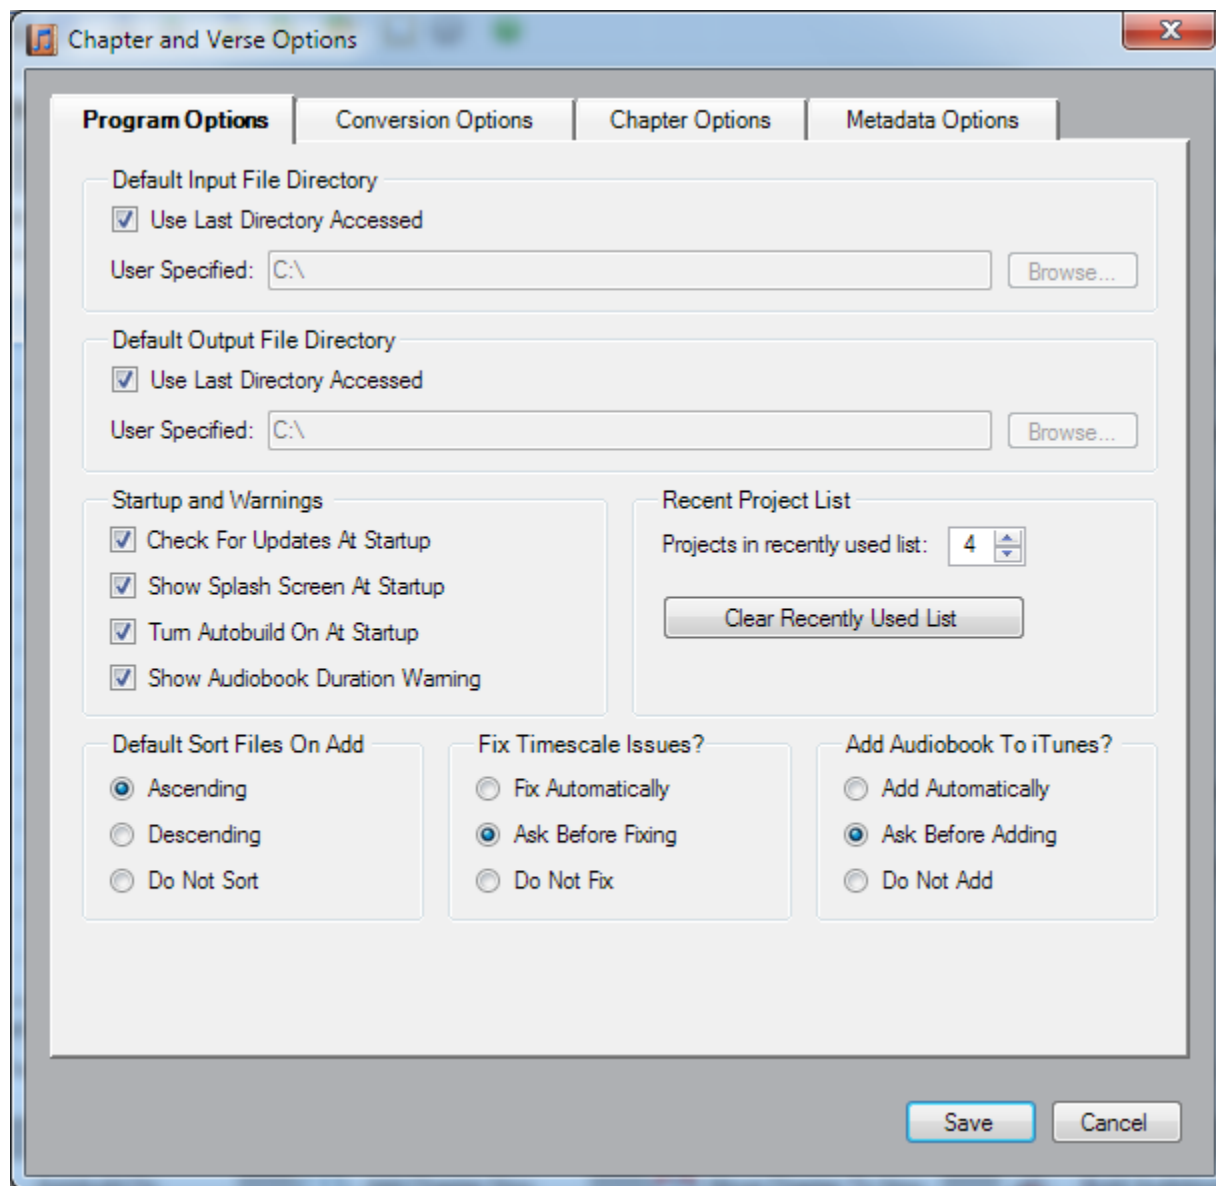 Chapter and Verse Options
Program Options Conversion Options Chapter Options Metadata Options
Default Input File Directory
Use Last Directory Accessed
User Specified: C:\ Browse...
Default Output File Directory
Use Last Directory Accessed
User Specified: C:\ Browse...
Startup and Warnings
Check For Updates At Startup
Show Splash Screen At Startup
Turn Autobuild On At Startup
Show Audiobook Duration Warning
Recent Project List
Projects in recently used list: 4
Clear Recently Used List
Default Sort Files On Add
Ascending
Descending
Do Not Sort
Fix Timescale Issues?
Fix Automatically
Ask Before Fixing
Do Not Fix
Add Audiobook To iTunes?
Add Automatically
Ask Before Adding
Do Not Add
Save Cancel